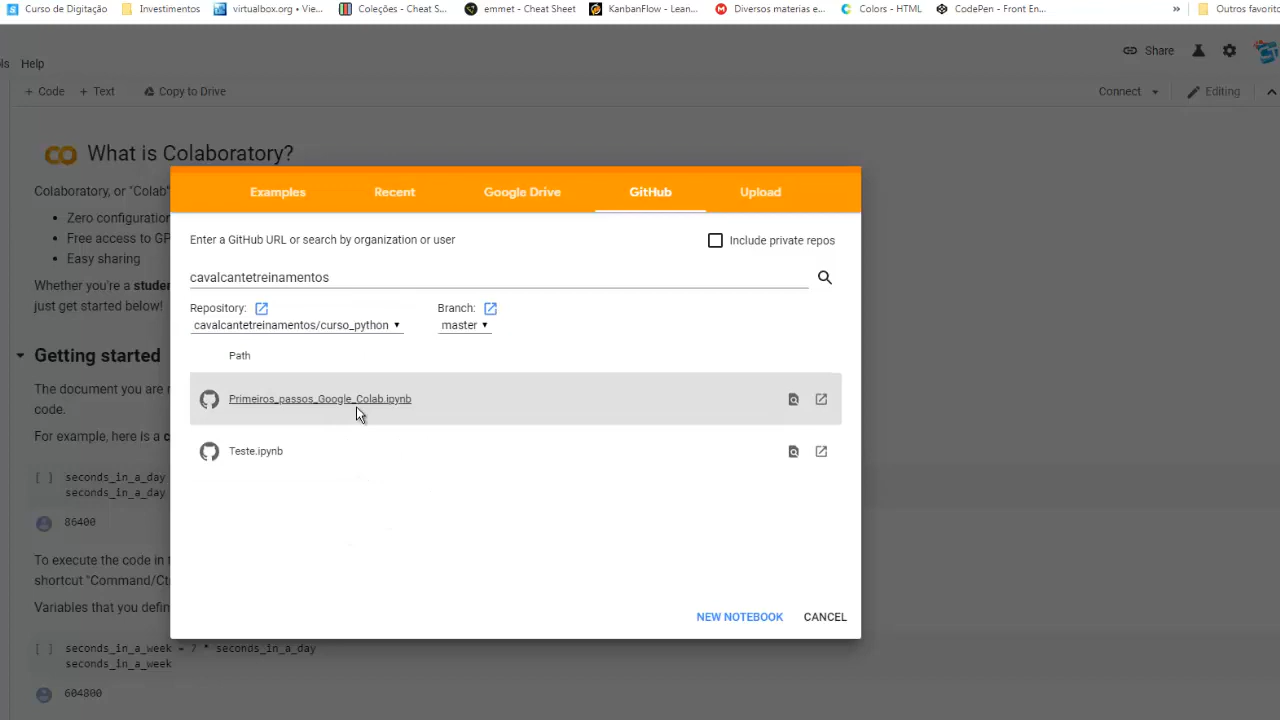 Curso de Digitação Investimentos virtualbox.org • Vie... Coleções - Cheat S... emmet - Cheat Sheet KanbanFlow - Lean... Diversos materias e... Colors - HTML CodePen - Front En... » Outros favorito
Share
ls Help
+ Code + Text Copy to Drive Connect Editing
CO What is Colaboratory?
Colaboratory, or "Colab"
• Zero configuration
• Free access to GP
• Easy sharing
Whether you're a studen
just get started below!
Getting started
The document you are r
code.
For example, here is a c
[ ] seconds_in_a_day
seconds_in_a_day
86400
To execute the code in t
shortcut "Command/Ct
Variables that you defin
[ ] seconds_in_a_week = 7 * seconds_in_a_day
seconds_in_a_week
604800
Examples Recent Google Drive GitHub Upload
Enter a GitHub URL or search by organization or user Include private repos
cavalcantetreinamentos
Repository: Branch:
cavalcantetreinamentos/curso_python master
Path
Primeiros_passos_Google_Colab.ipynb
Teste.ipynb
NEW NOTEBOOK CANCEL